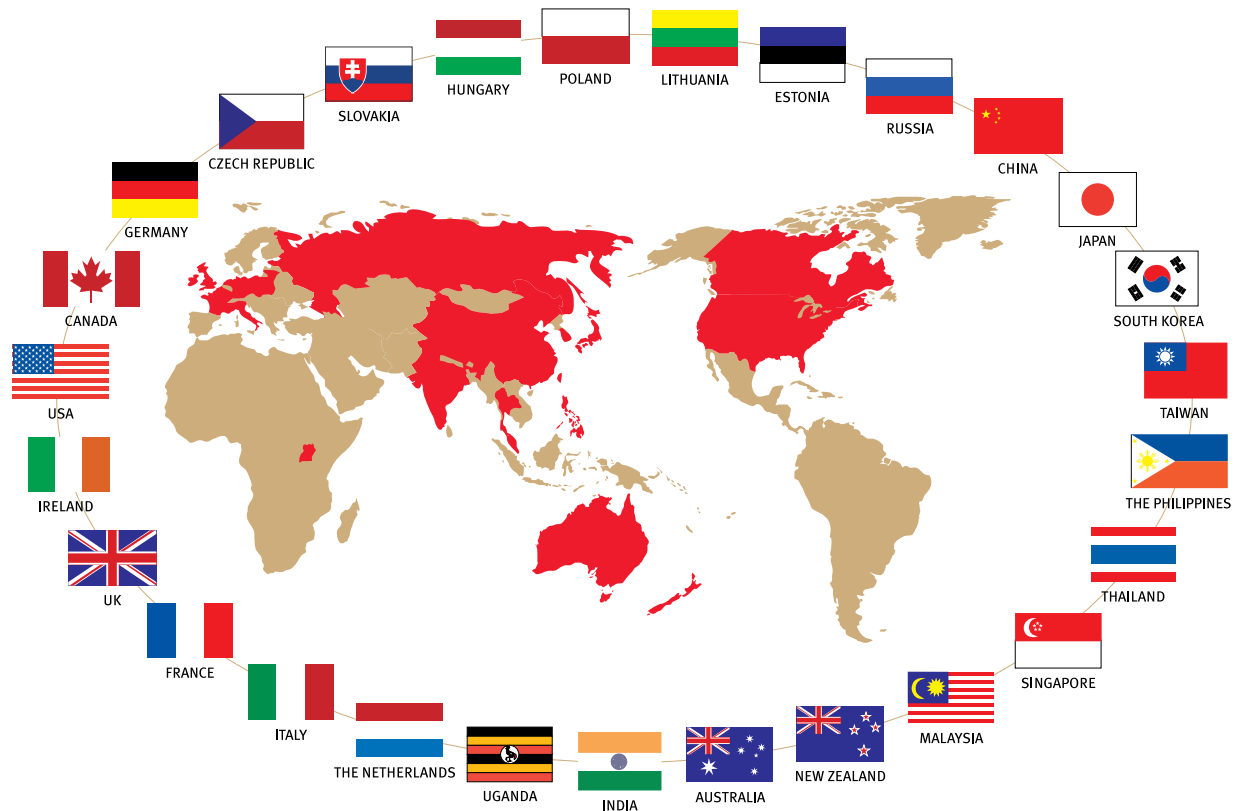 HUNGARY
POLAND
LITHUANIA
ESTONIA
SLOVAKIA
RUSSIA
CZECH REPUBLIC
CHINA
GERMANY
JAPAN
CANADA
SOUTH KOREA
USA
TAIWAN
IRELAND
THE PHILIPPINES
UK
THAILAND
FRANCE
SINGAPORE
ITALY
MALAYSIA
THE NETHERLANDS
NEW ZEALAND
UGANDA
INDIA
AUSTRALIA